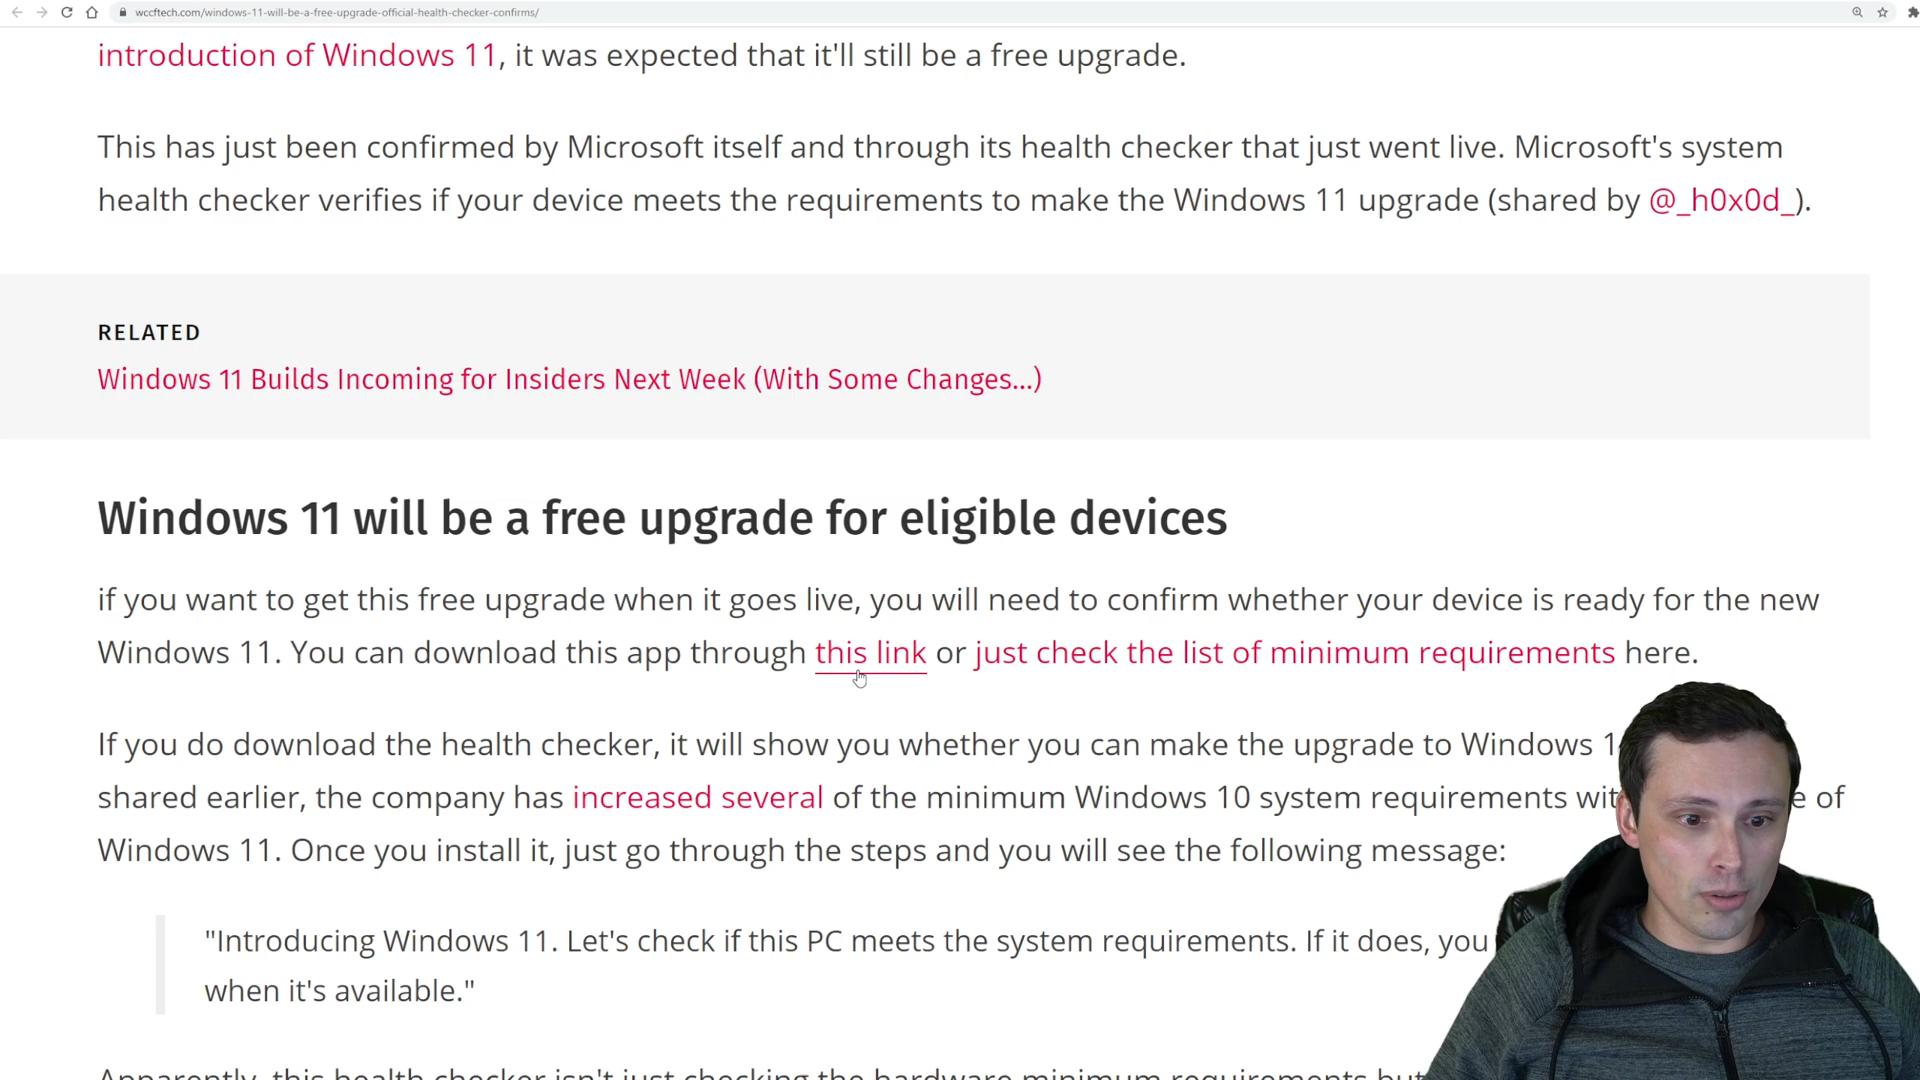 wccftech.com/windows-11-will-be-a-free-upgrade-official-health-checker-confirms/
introduction of Windows 11, it was expected that it'll still be a free upgrade.
This has just been confirmed by Microsoft itself and through its health checker that just went live. Microsoft's system
health checker verifies if your device meets the requirements to make the Windows 11 upgrade (shared by @_h0x0d_).
RELATED
Windows 11 Builds Incoming for Insiders Next Week (With Some Changes...)
Windows 11 will be a free upgrade for eligible devices
if you want to get this free upgrade when it goes live, you will need to confirm whether your device is ready for the new
Windows 11. You can download this app through this link or just check the list of minimum requirements here.
If you do download the health checker, it will show you whether you can make the upgrade to Windows
shared earlier, the company has increased several of the minimum Windows 10 system requirements of
Windows 11. Once you install it, just go through the steps and you will see the following message:
"Introducing Windows 11. Let's check if this PC meets the system requirements. If it does, you
when it's available."
Apparently, this health checker isn't just checking the hardware minimum requirements but